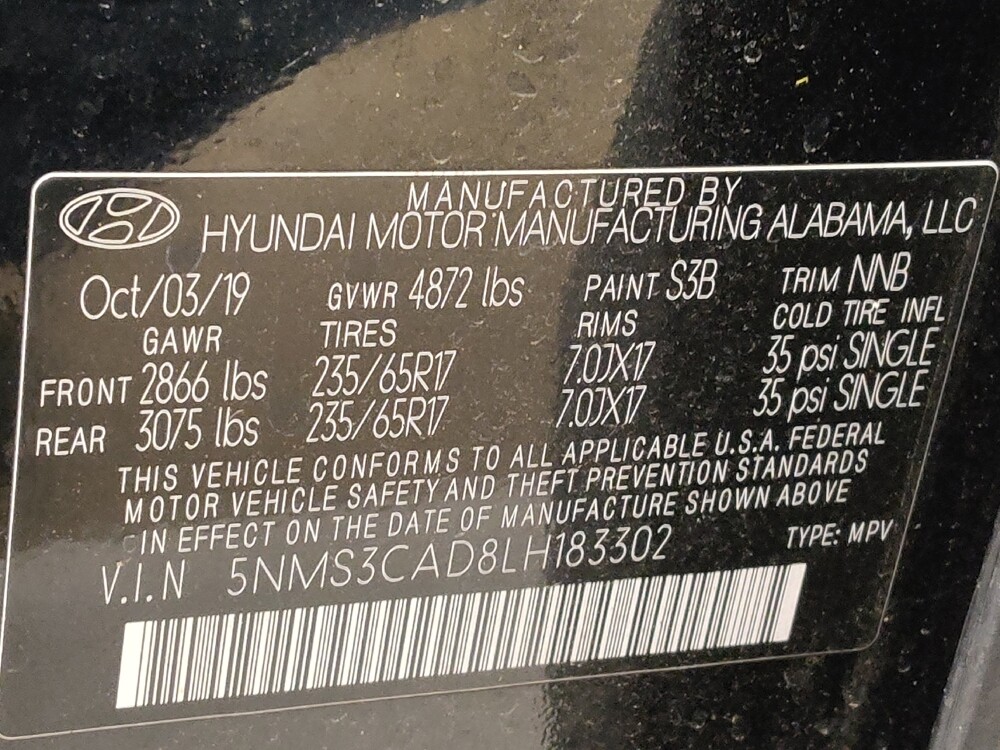 MANUFACTURED BY
HYUNDAI MOTOR MANUFACTURING ALABAMA, LLC
Oct/03/19 GVWR 4872 lbs PAINT S3B TRIM NNB
GAWR TIRES RIMS COLD TIRE INFL
FRONT 2866 lbs 235/65R17 7.0JX17 35 psi SINGLE
REAR 3075 lbs 235/65R17 7.0JX17 35 psi SINGLE
THIS VEHICLE CONFORMS TO ALL APPLICABLE U.S.A. FEDERAL
MOTOR VEHICLE SAFETY AND THEFT PREVENTION STANDARDS
IN EFFECT ON THE DATE OF MANUFACTURE SHOWN ABOVE
V.I.N 5NMS3CAD8LH183302 TYPE: MPV